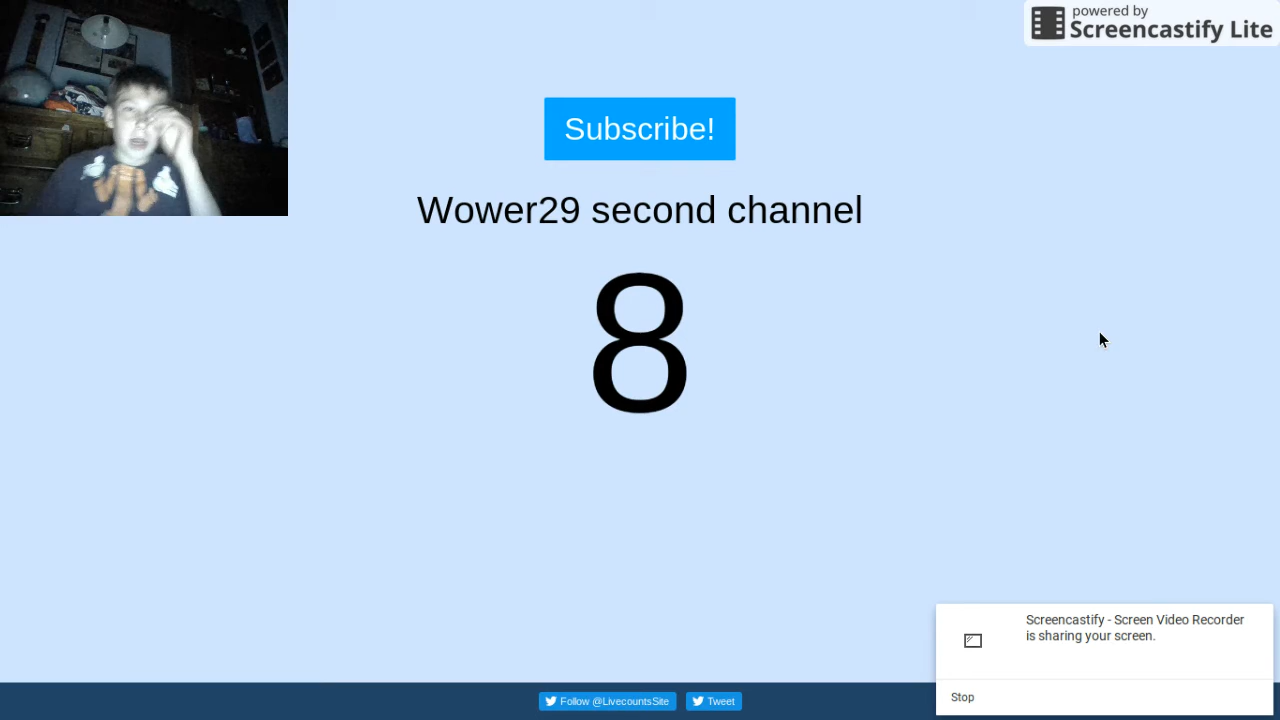 powered by
Screencastify Lite
Subscribe!
Wower29 second channel
8
Screencastify - Screen Video Recorder
is sharing your screen.
Stop
Follow @LivecountsSite
Tweet